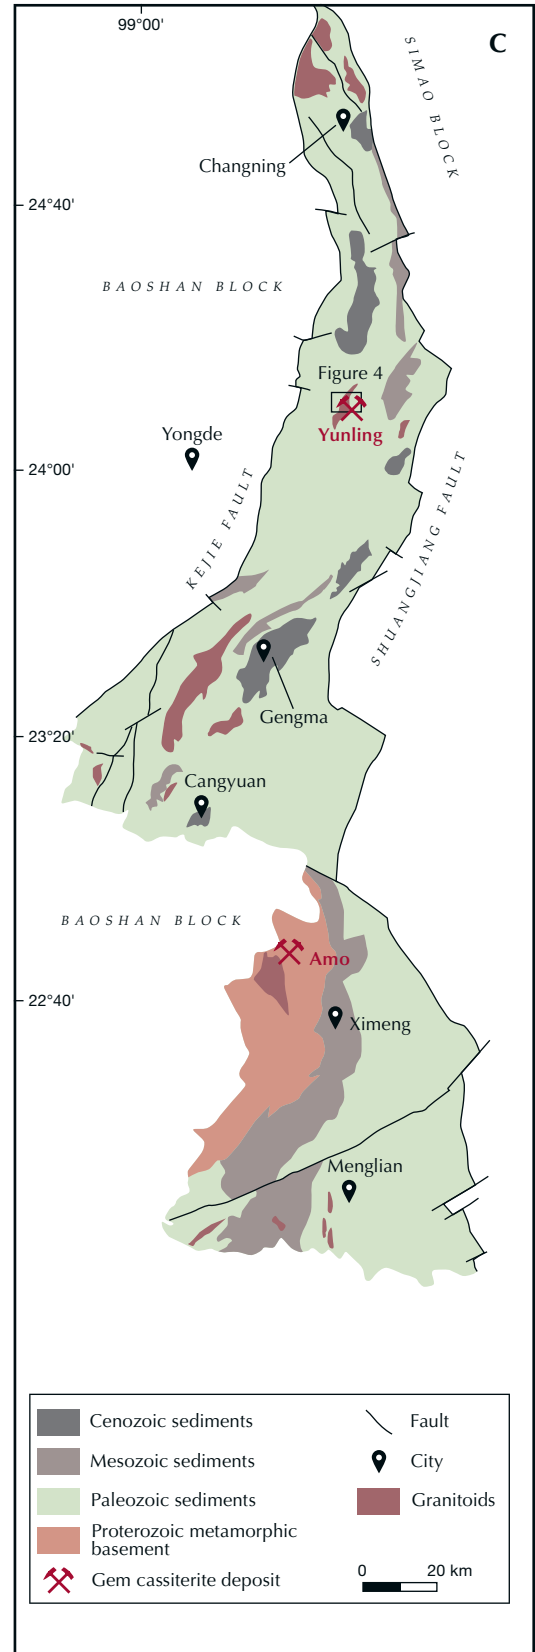 99°00'
C
SIMAO BLOCK
Changning
24°40'
BAOSHAN BLOCK
Figure 4
Yunling
Yongde
24°00'
KEJIE FAULT
SHUANGJIANG FAULT
Gengma
23°20'
Cangyuan
BAOSHAN BLOCK
Amo
22°40'
Ximeng
Menglian
Cenozoic sediments
Fault
Mesozoic sediments
City
Paleozoic sediments
Granitoids
Proterozoic metamorphic
basement
Gem cassiterite deposit
0 20 km